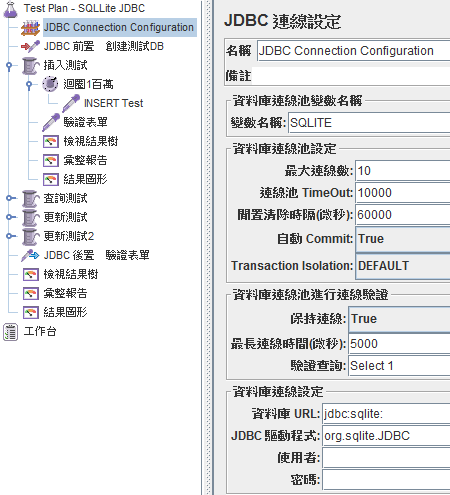 Test Plan - SQLLite JDBC
JDBC Connection Configuration
JDBC 前置 創建測試DB
插入測試
迴圈1百萬
INSERT Test
驗證表單
檢視結果樹
彙整報告
結果圖形
查詢測試
更新測試
更新測試2
JDBC 後置 驗證表單
檢視結果樹
彙整報告
結果圖形
工作台
JDBC 連線設定
名稱 JDBC Connection Configuration
備註
資料庫連線池變數名稱
變數名稱: SQLITE
資料庫連線池設定
最大連線數: 10
連線池 TimeOut: 10000
閒置清除時隔(微秒): 60000
自動 Commit: True
Transaction Isolation: DEFAULT
資料庫連線池進行連線驗證
保持連線: True
最長連線時間(微秒): 5000
驗證查詢: Select 1
資料庫連線設定
資料庫 URL: jdbc:sqlite:
JDBC 驅動程式: org.sqlite.JDBC
使用者:
密碼: